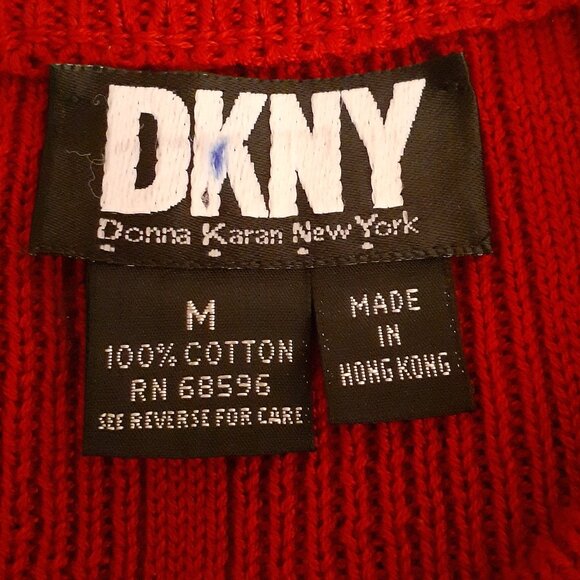 DKNY
Donna Karan New York
M
100% COTTON
RN 68596
SEE REVERSE FOR CARE
MADE
IN
HONG KONG